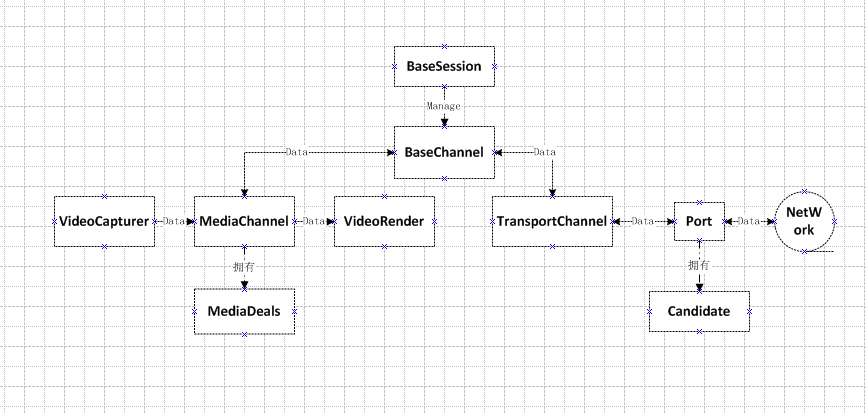 BaseSession
Manage
BaseChannel
Data
Data
VideoCapturer
Data
MediaChannel
Data
VideoRender
TransportChannel
Data
Port
Data
NetW
ork
拥有
拥有
MediaDeals
Candidate